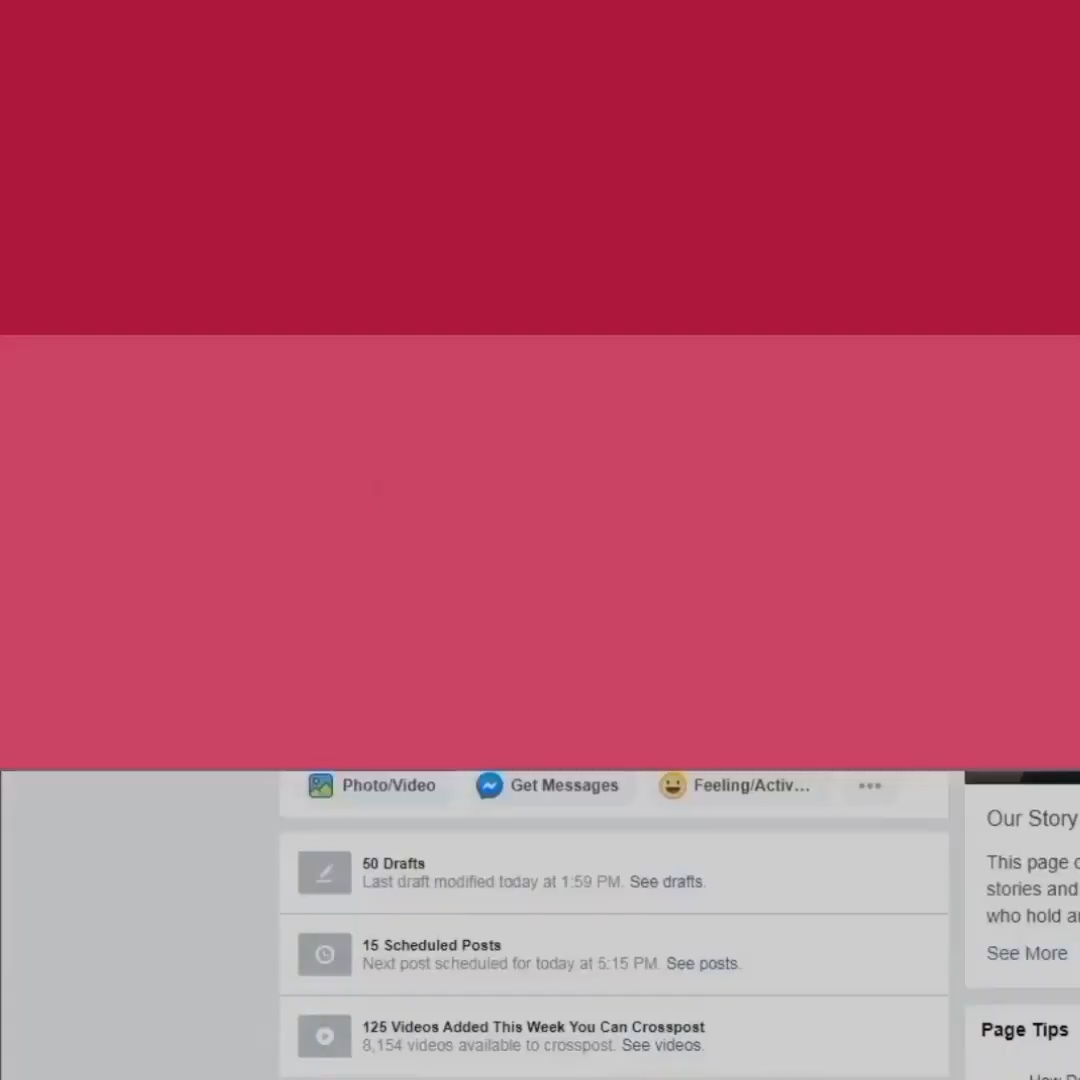 Photo/Video Get Messages Feeling/Activ... 
Our Story
This page
stories and
who hold
See More
50 Drafts
Last draft modified today at 1:59 PM. See drafts.
15 Scheduled Posts
Next post scheduled for today at 5:15 PM. See posts.
125 Videos Added This Week You Can Crosspost
8,154 videos available to crosspost. See videos.
Page Tips